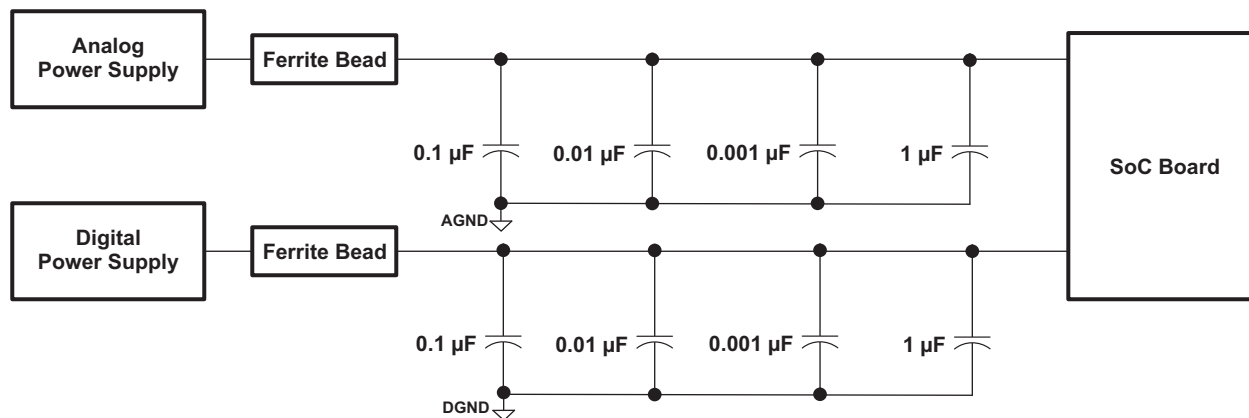 Analog
Power Supply
Ferrite Bead
0.1 µF
0.01 µF
0.001 µF
1 µF
SoC Board
AGND
Digital
Power Supply
Ferrite Bead
0.1 µF
0.01 µF
0.001 µF
1 µF
DGND